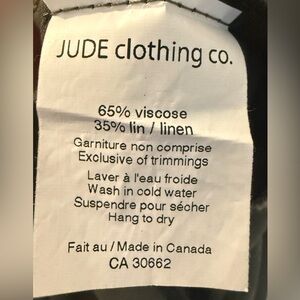 JUDE clothing co.
65% viscose
35% lin / linen
Garniture non comprise
Exclusive of trimmings
Laver à l'eau froide
Wash in cold water
Suspendre pour sécher
Hang to dry
Fait au / Made in Canada
CA 30662